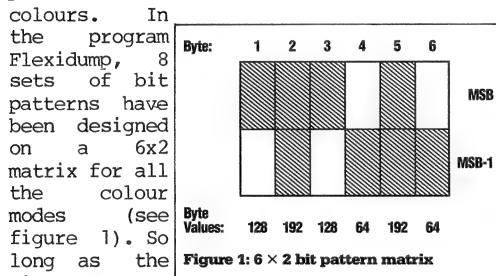 colours. In
the program
Flexidump, 8
sets of bit
patterns have
been designed
on a 6x2
matrix for all
the colour
modes (see
figure 1). So
long as the
Byte: 1 2 3 4 5 6
MSB
MSB-1
Byte
Values: 128 192 128 64 192 64
Figure 1: 6 × 2 bit pattern matrix